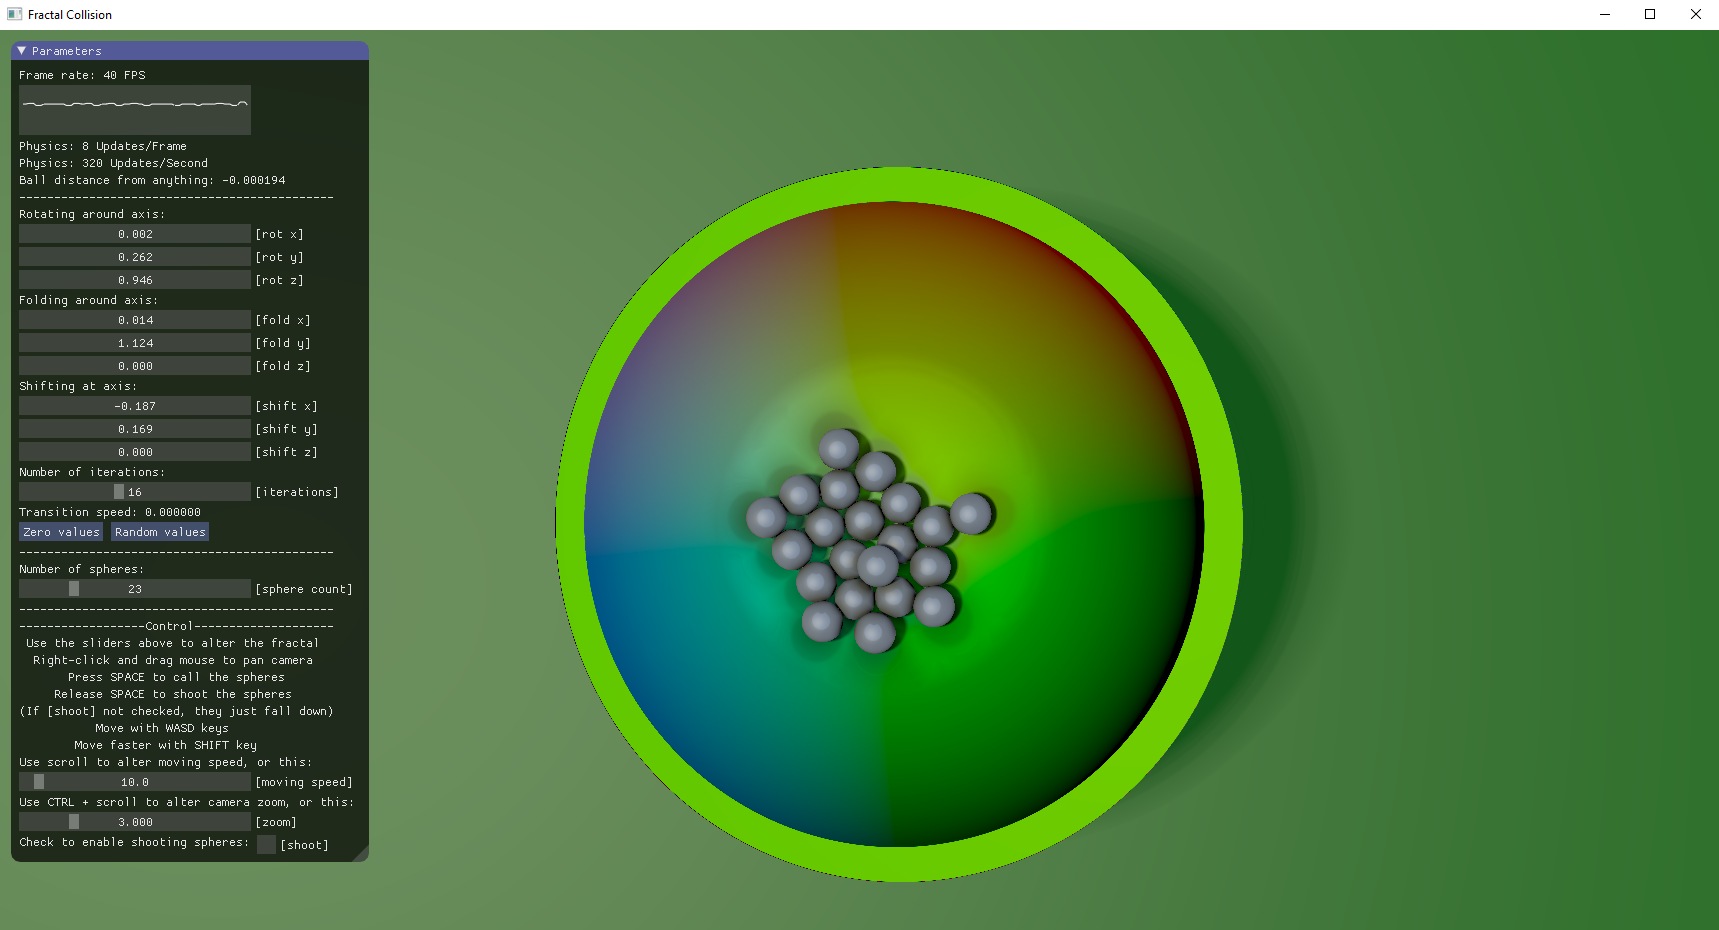 Fractal Collision
▼ Parameters
Frame rate: 40 FPS
Physics: 8 Updates/Frame
Physics: 320 Updates/Second
Ball distance from anything: -0.000194
---------------------------------------------
Rotating around axis:
0.002 [rot x]
0.262 [rot y]
0.946 [rot z]
Folding around axis:
0.014 [fold x]
1.124 [fold y]
0.000 [fold z]
Shifting at axis:
-0.187 [shift x]
0.169 [shift y]
0.000 [shift z]
Number of iterations:
16 [iterations]
Transition speed: 0.000000
Zero values Random values
---------------------------------------------
Number of spheres:
23 [sphere count]
---------------------------------------------
------------------Control--------------------
Use the sliders above to alter the fractal
Right-click and drag mouse to pan camera
Press SPACE to call the spheres
Release SPACE to shoot the spheres
(If [shoot] not checked, they just fall down)
Move with WASD keys
Move faster with SHIFT key
Use scroll to alter moving speed, or this:
10.0 [moving speed]
Use CTRL + scroll to alter camera zoom, or this:
3.000 [zoom]
Check to enable shooting spheres: [shoot]